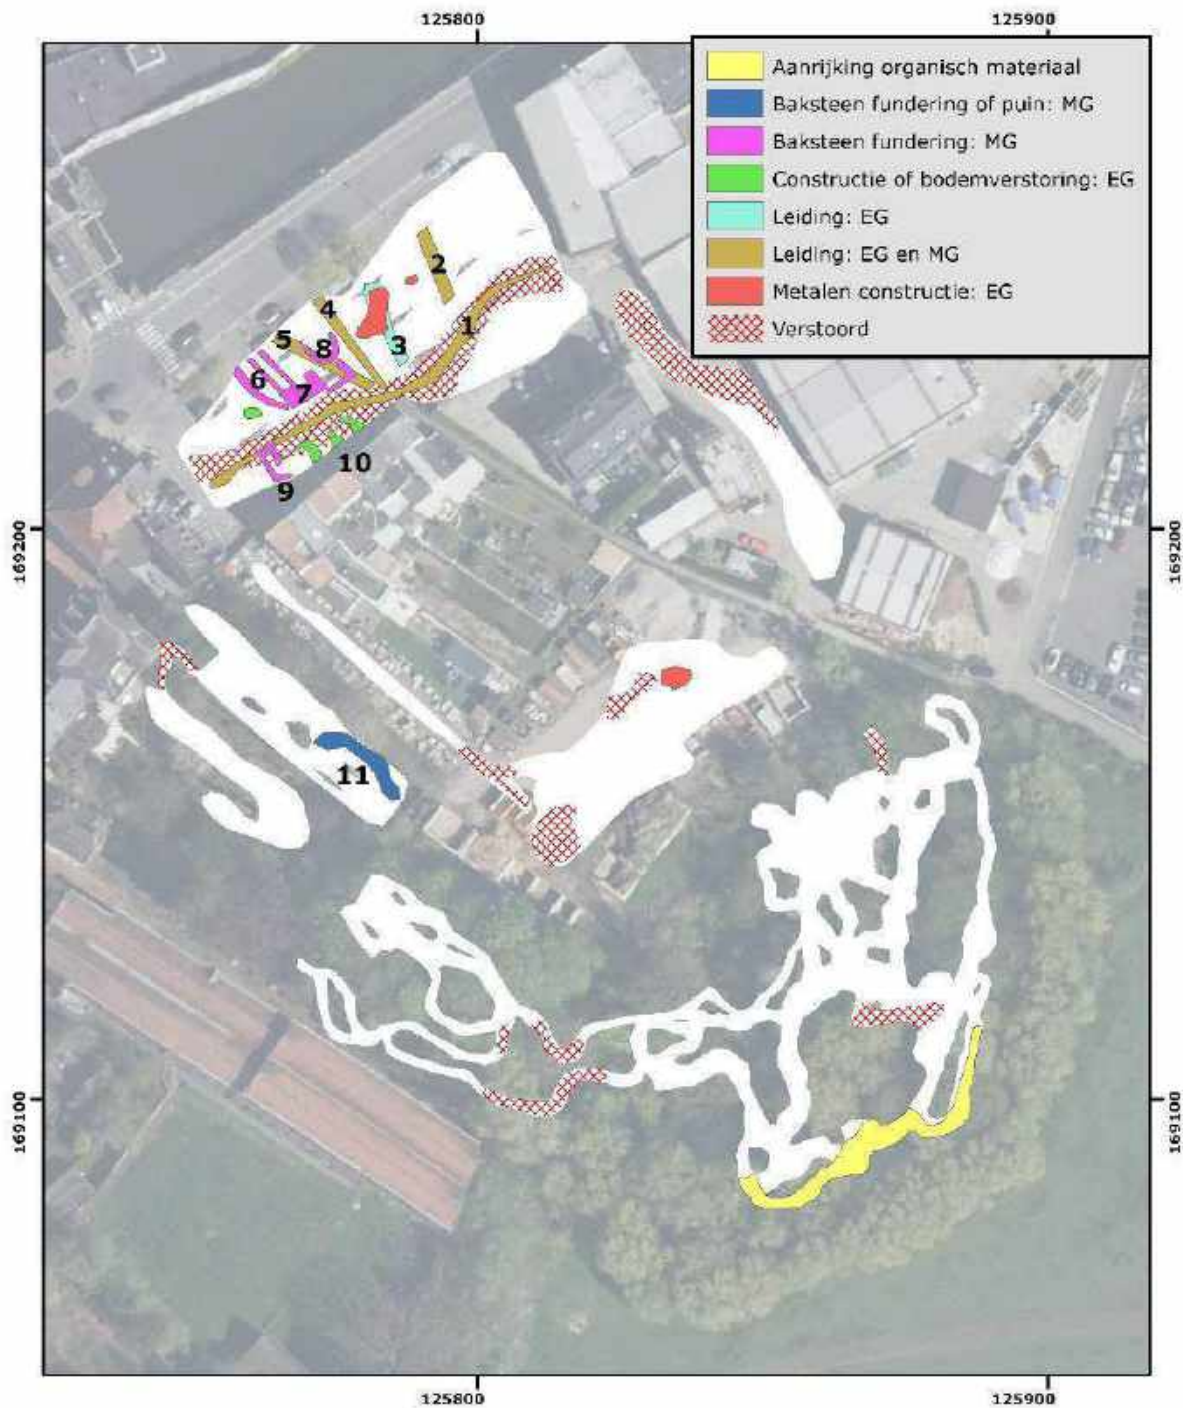 125800
125900
Aanrijking organisch materiaal
Baksteen fundering of puin: MG
Baksteen fundering: MG
Constructie of bodemverstoring: EG
Leiding: EG
Leiding: EG en MG
Metalen constructie: EG
Verstoord
2
4
1
5
8
3
6
7
10
9
169200
169200
11
169100
169100
125800
125900